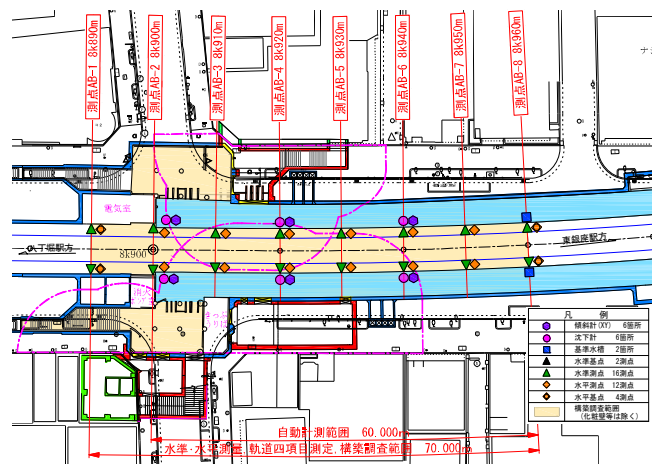 測点AB-1 8k890m
測点AB-2 8k900m
測点AB-3 8k910m
測点AB-4 8k920m
測点AB-5 8k930m
測点AB-6 8k940m
測点AB-7 8k950m
測点AB-8 8k960m
電気室
八丁堀駅方
8k900
東銀座駅方
凡 例
傾斜計(XY) 6箇所
沈下計 6箇所
基準水槽 2箇所
水準基点 2測点
水準測点 16測点
水平測点 12測点
水平基点 4測点
構築調査範囲
(化粧壁等は除く)
自動計測範囲 60.000m
水準・水平測量,軌道四項目測定,構築調査範囲 70.000m